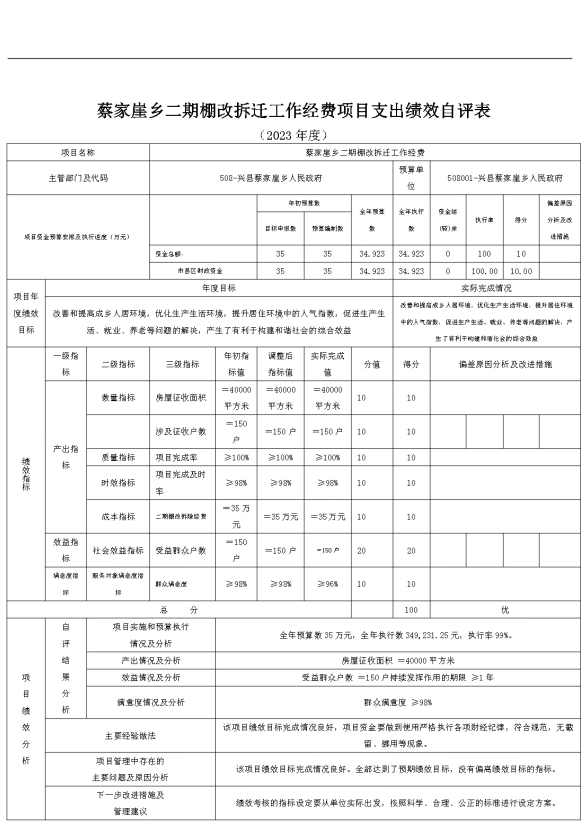 蔡家崖乡二期棚改拆迁工作经费项目支出绩效自评表
（2023 年度）
项目名称 蔡家崖乡二期棚改拆迁工作经费
主管部门及代码 508-兴县蔡家崖乡人民政府 预算单位 508001-兴县蔡家崖乡人民政府
项目资金预算安排及执行进度（万元） 年初预算数 全年预算数 全年执行数 资金结(转)余 执行率 得分 偏差原因分析及改进措施
目标申报数 预算编制数
资金总额: 35 35 34.923 34.923 0 100 10
市县区财政资金 35 35 34.923 34.923 0 100.00 10.00
项目年度绩效目标 年度目标 实际完成情况
改善和提高成乡人居环境，优化生产生活环境，提升居住环境中的人气指数，促进生产生
活、就业、养老等问题的解决，产生了有利于构建和谐社会的综合效益
改善和提高成乡人居环境，优化生产生活环境，提升居住环境
中的人气指数，促进生产生活、就业、养老等问题的解决，产
生了有利于构建和谐社会的综合效益
绩效指标 一级指标 二级指标 三级指标 年初指标值 调整后指标值 实际完成值 分值 得分 偏差原因分析及改进措施
产出指标 数量指标 房屋征收面积 ＝40000平方米 ＝40000平方米 ＝40000平方米 10 10
涉及征收户数 ＝150户 ＝150 户 ＝150 户 10 10
质量指标 项目完成率 ≥100% ≥100% ≥100% 10 10
时效指标 项目完成及时率 ≥98% ≥98% ≥98% 10 10
成本指标 二期棚改拆除经费 ＝35 万元 ＝35 万元 ＝35 万元 10 10
效益指标 社会效益指标 受益群众户数 ＝150户 ＝150 户 ＝150 户 20 20
满意度指标 服务对象满意度指标 群众满意度 ≥98% ≥98% ≥96% 10 10
总 分 100 优
项目绩效分析 自评结果分析 项目实施和预算执行情况及分析 全年预算数 35 万元，全年执行数 349,231.25 元，执行率 99%。
产出情况及分析 房屋征收面积 ＝40000 平方米
效益情况及分析 受益群众户数 ＝150 户持续发挥作用的期限 ≥1 年
满意度情况及分析 群众满意度 ≥98%
主要经验做法 该项目绩效目标完成情况良好，项目资金要做到使用严格执行各项财经纪律，符合规范，无截
留、挪用等现象。
项目管理中存在的
主要问题及原因分析 该项目绩效目标完成情况良好。全部达到了预期绩效目标，没有偏离绩效目标的指标。
下一步改进措施及
管理建议 绩效考核的指标设定要从单位实际出发，按照科学、合理、公正的标准进行设定方案。